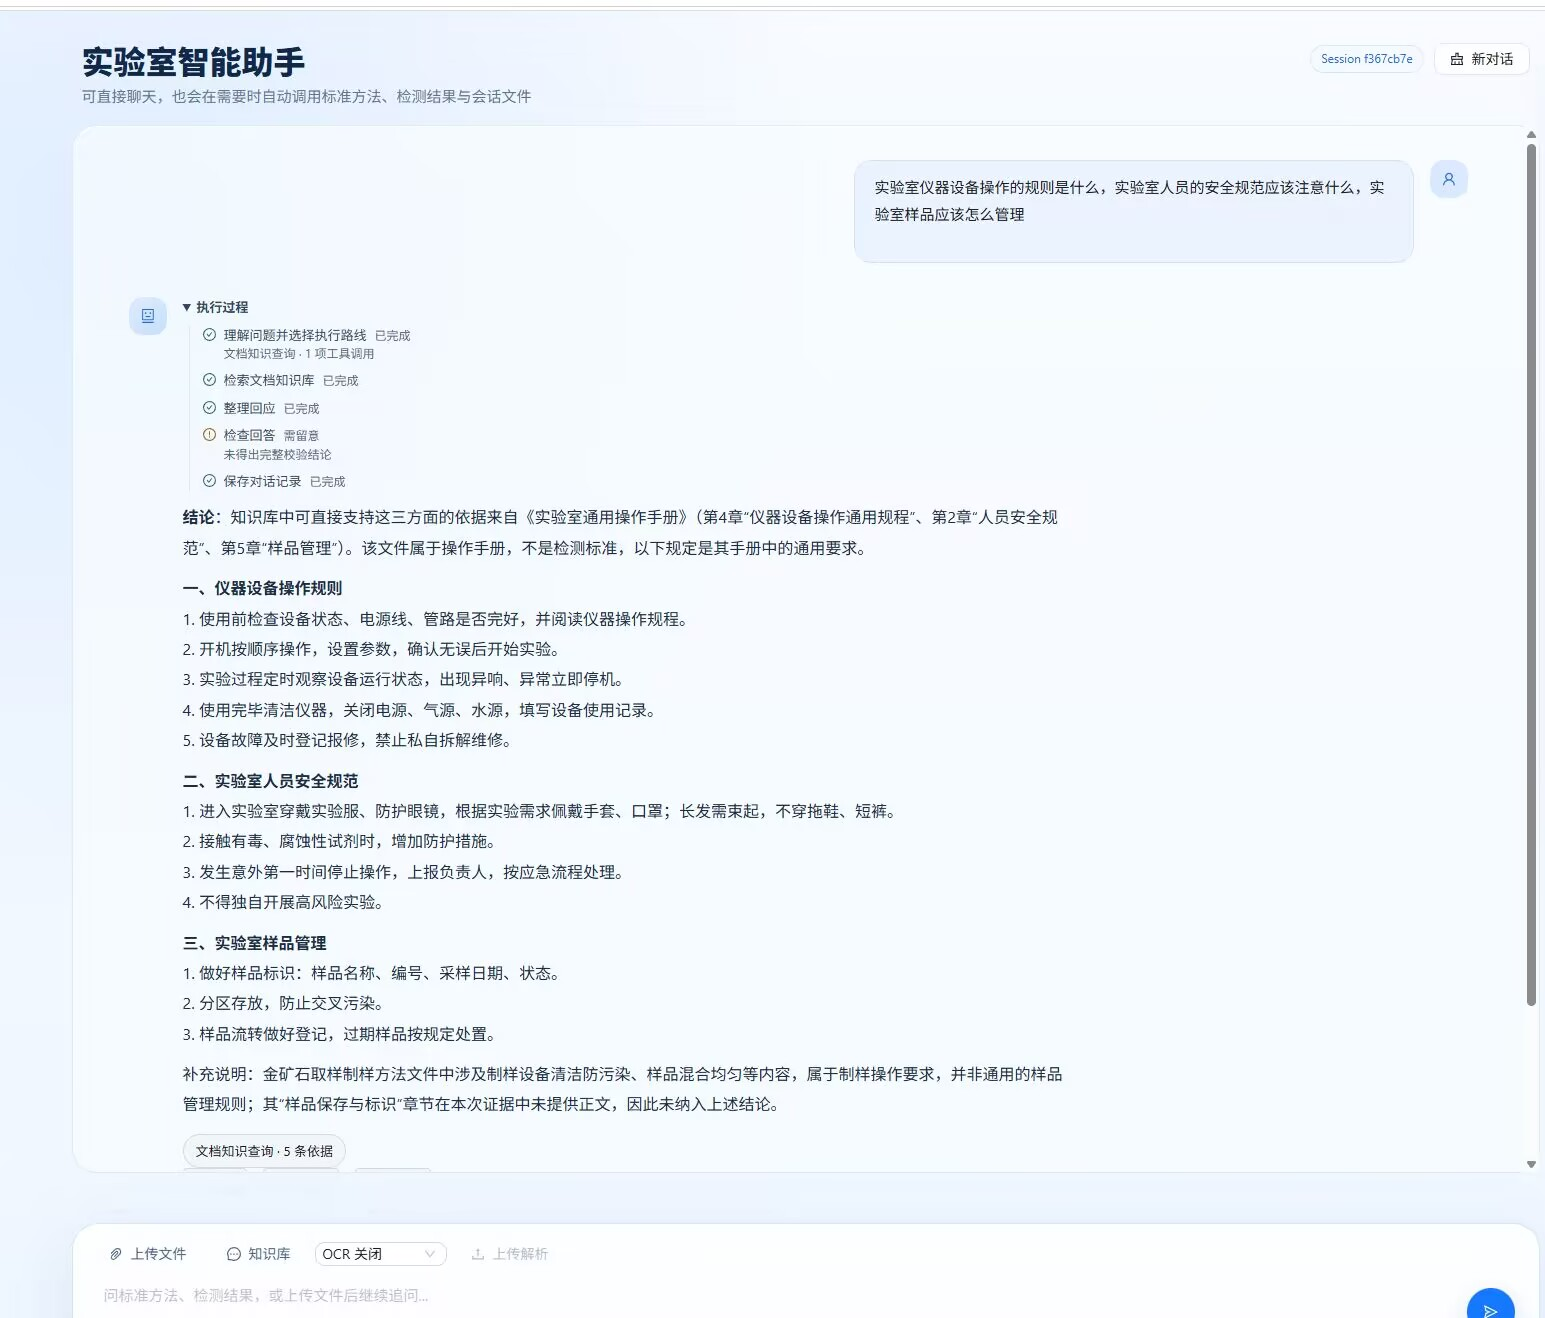 实验室智能助手
可直接聊天，也会在需要时自动调用标准方法、检测结果与会话文件
Session f367cb7e
新对话
实验室仪器设备操作的规则是什么，实验室人员的安全规范应该注意什么，实
验室样品应该怎么管理
▼ 执行过程
理解问题并选择执行路线 已完成
文档知识查询 · 1 项工具调用
检索文档知识库 已完成
整理回应 已完成
检查回答 需留意
未得出完整校验结论
保存对话记录 已完成
结论：知识库中可直接支持这三方面的依据来自《实验室通用操作手册》（第4章“仪器设备操作通用规程”、第2章“人员安全规
范”、第5章“样品管理”）。该文件属于操作手册，不是检测标准，以下规定是其手册中的通用要求。
一、仪器设备操作规则
1. 使用前检查设备状态、电源线、管路是否完好，并阅读仪器操作规程。
2. 开机按顺序操作，设置参数，确认无误后开始实验。
3. 实验过程定时观察设备运行状态，出现异响、异常立即停机。
4. 使用完毕清洁仪器，关闭电源、气源、水源，填写设备使用记录。
5. 设备故障及时登记报修，禁止私自拆解维修。
二、实验室人员安全规范
1. 进入实验室穿戴实验服、防护眼镜，根据实验需求佩戴手套、口罩；长发需束起，不穿拖鞋、短裤。
2. 接触有毒、腐蚀性试剂时，增加防护措施。
3. 发生意外第一时间停止操作，上报负责人，按应急流程处理。
4. 不得独自开展高风险实验。
三、实验室样品管理
1. 做好样品标识：样品名称、编号、采样日期、状态。
2. 分区存放，防止交叉污染。
3. 样品流转做好登记，过期样品按规定处置。
补充说明：金矿石取样制样方法文件中涉及制样设备清洁防污染、样品混合均匀等内容，属于制样操作要求，并非通用的样品
管理规则；其“样品保存与标识”章节在本次证据中未提供正文，因此未纳入上述结论。
文档知识查询 · 5 条依据
上传文件
知识库
OCR 关闭
上传解析
问标准方法、检测结果，或上传文件后继续追问...